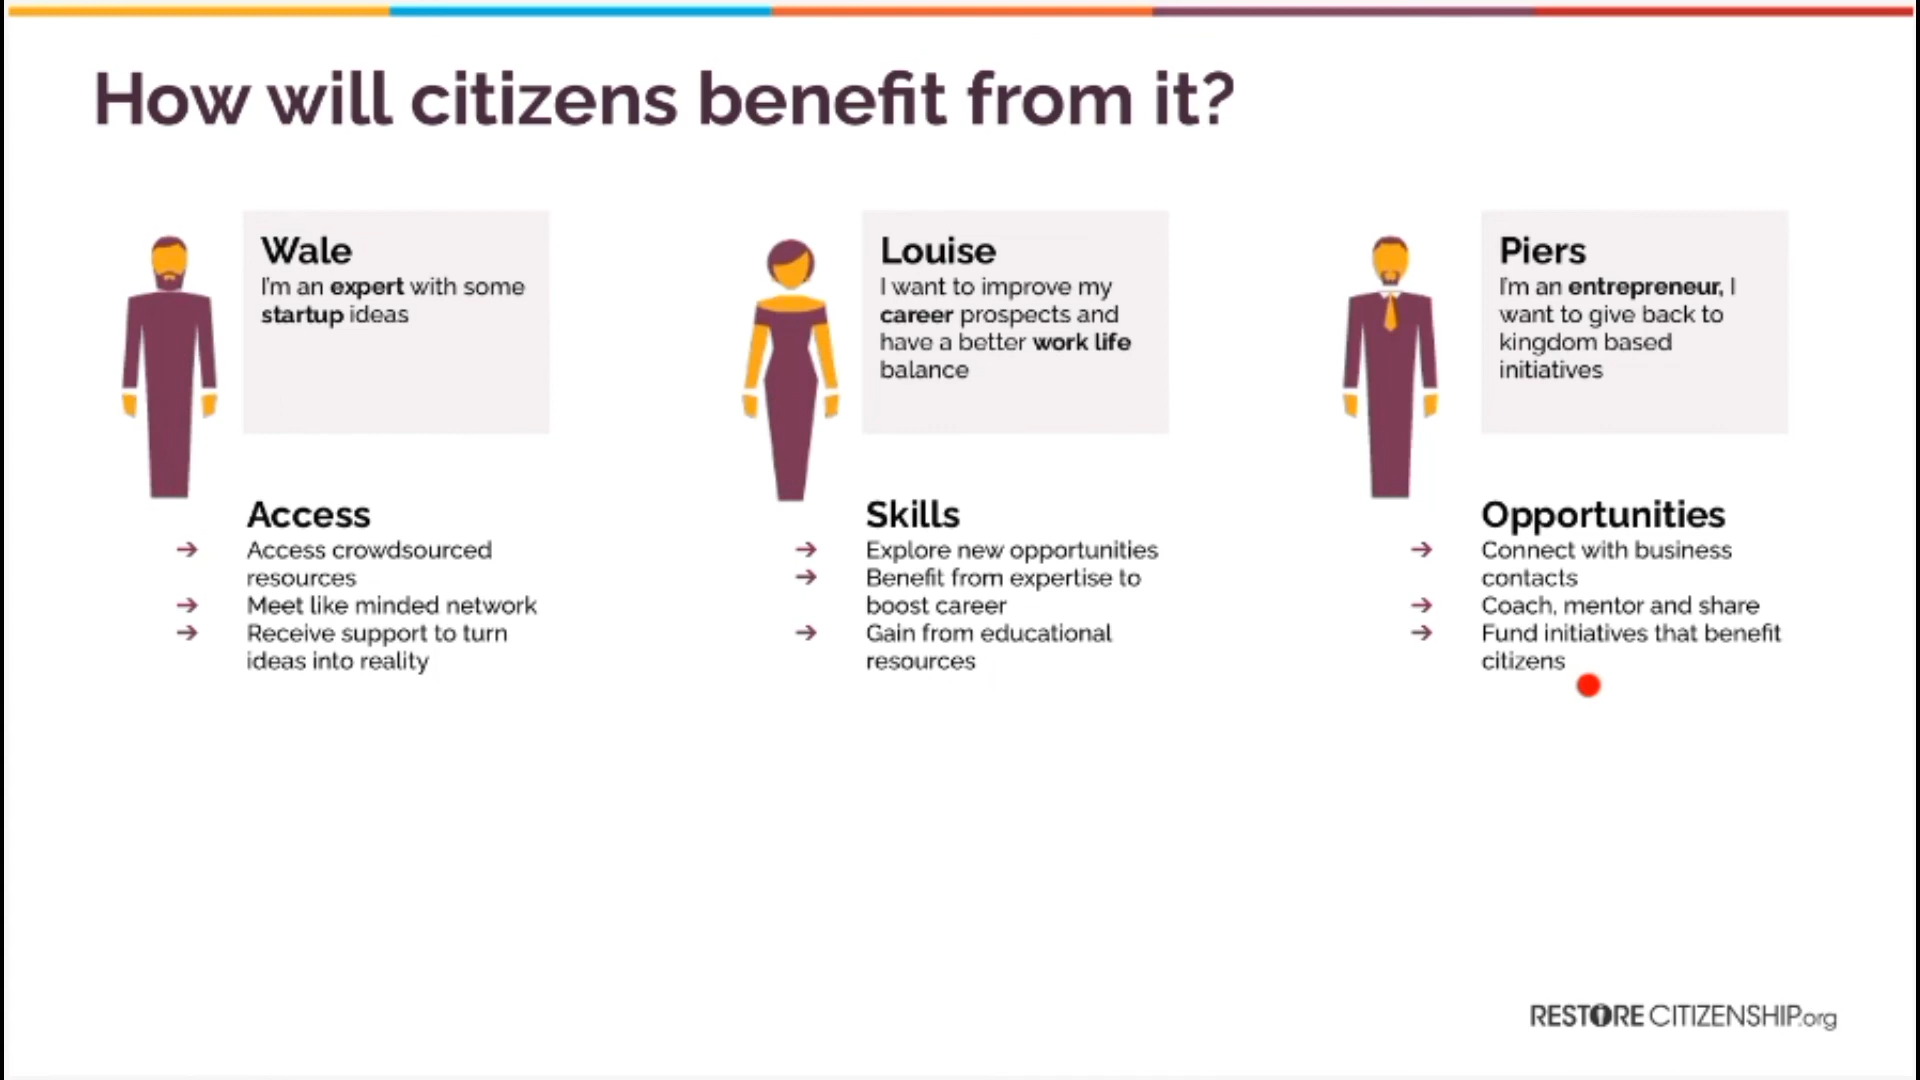 How will citizens benefit from it?
Wale
I'm an expert with some
startup ideas
Louise
I want to improve my
career prospects and
have a better work life
balance
Piers
I'm an entrepreneur, I
want to give back to
kingdom based
initiatives
Access
➔ Access crowdsourced
resources
➔ Meet like minded network
➔ Receive support to turn
ideas into reality
Skills
➔ Explore new opportunities
➔ Benefit from expertise to
boost career
➔ Gain from educational
resources
Opportunities
➔ Connect with business
contacts
➔ Coach, mentor and share
➔ Fund initiatives that benefit
citizens
RESTORE CITIZENSHIP.org